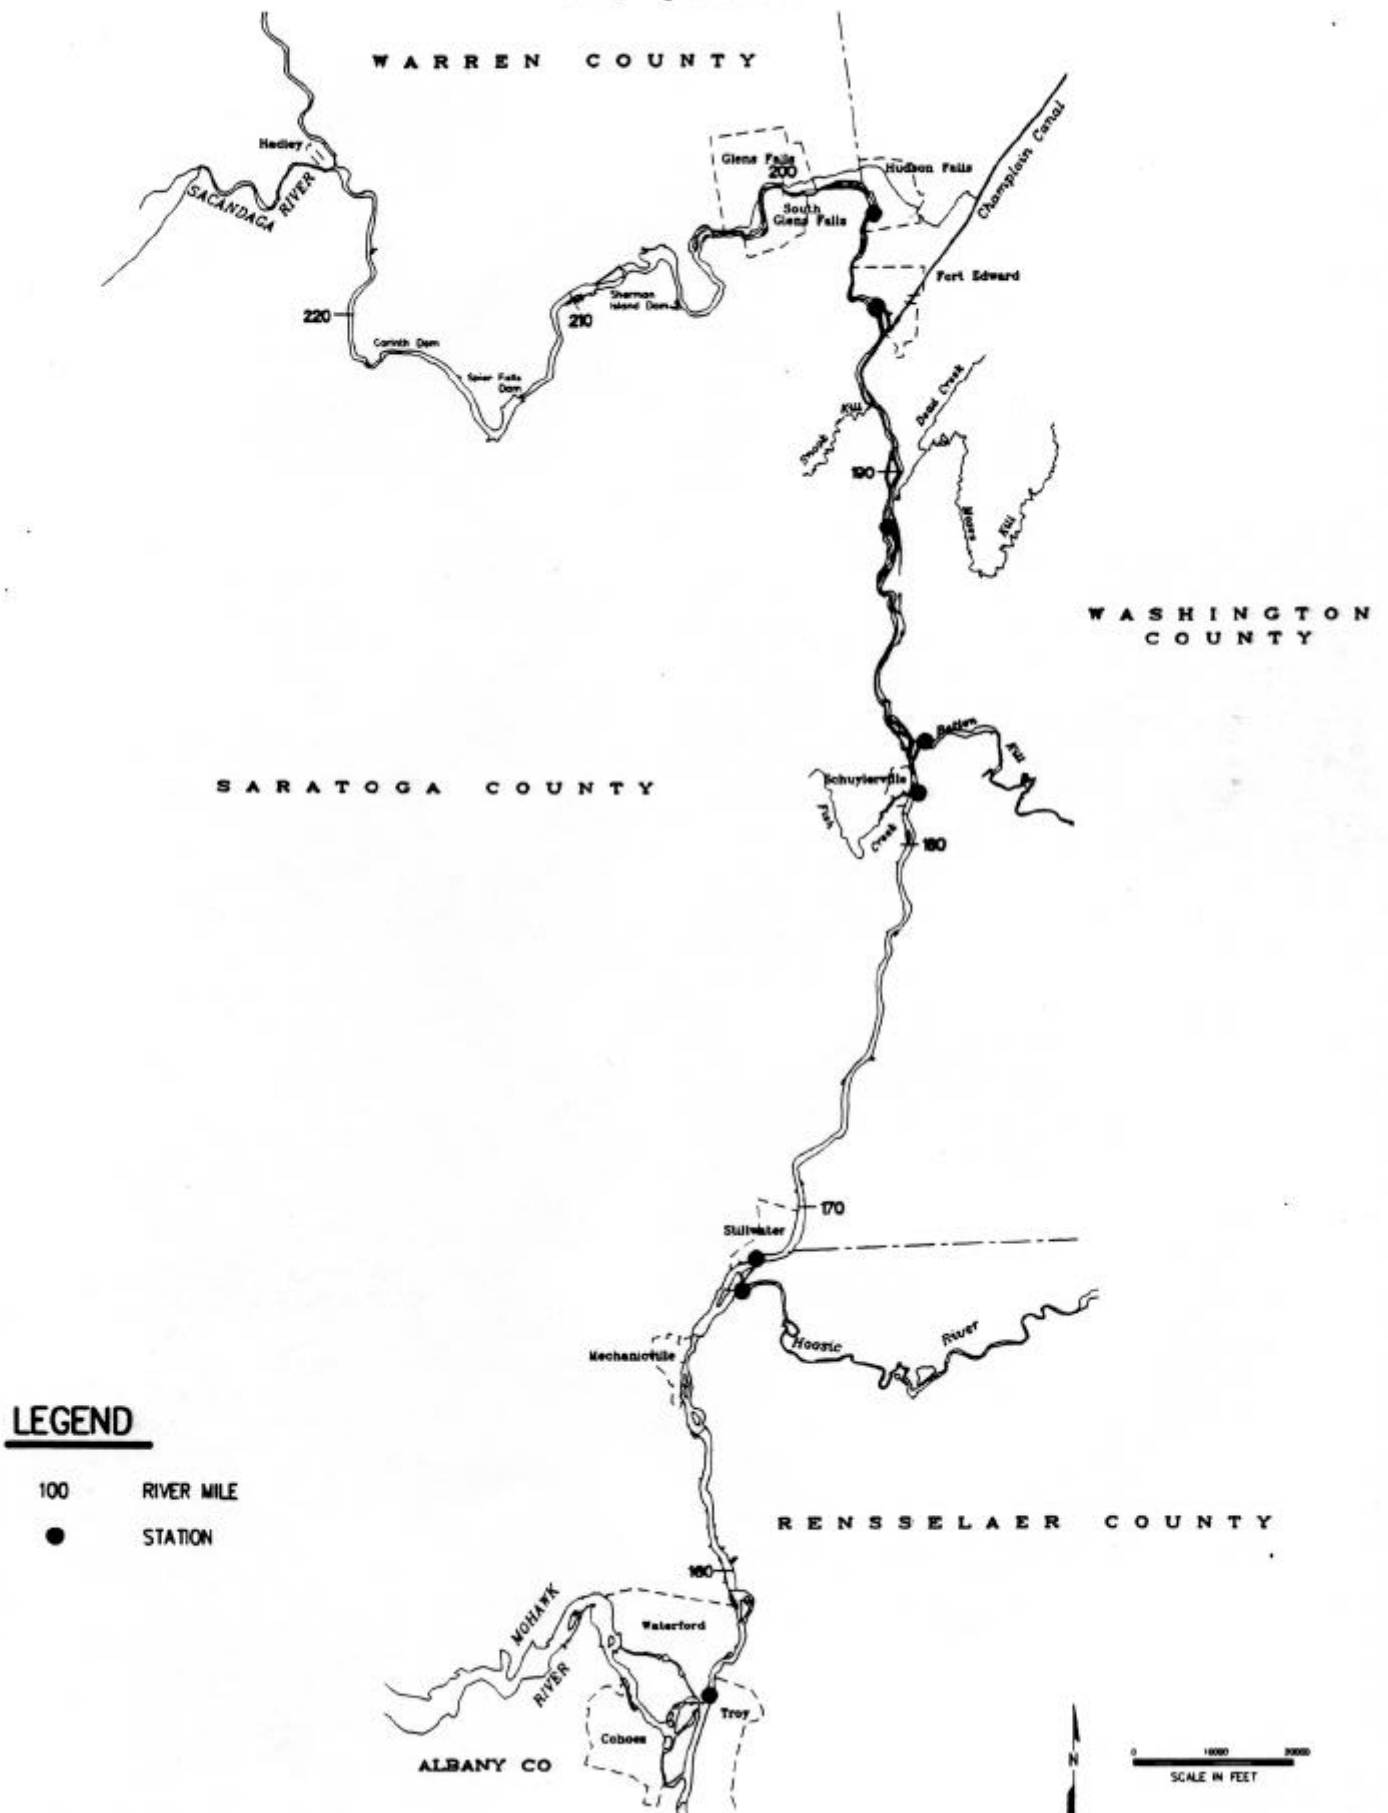 WARREN COUNTY
Hadley
SACANDAGA
RIVER
Glens Falls
200
Hudson Falls
Champlain Canal
South
Glens Falls
Fort Edward
220
Sherman
Island Dam
210
Corinth Dam
Spier Falls
Dam
Snook
Kill
Dead Creek
190
Moses
Kill
WASHINGTON
COUNTY
Batten
Kill
SARATOGA COUNTY
Schuylerville
Fish
Creek
180
170
Stillwater
Hoosic
River
Mechanicville
LEGEND
100 RIVER MILE
STATION
RENSSELAER COUNTY
160
MOHAWK
RIVER
Waterford
Troy
Cohoes
ALBANY CO
N
0 10000 20000
SCALE IN FEET